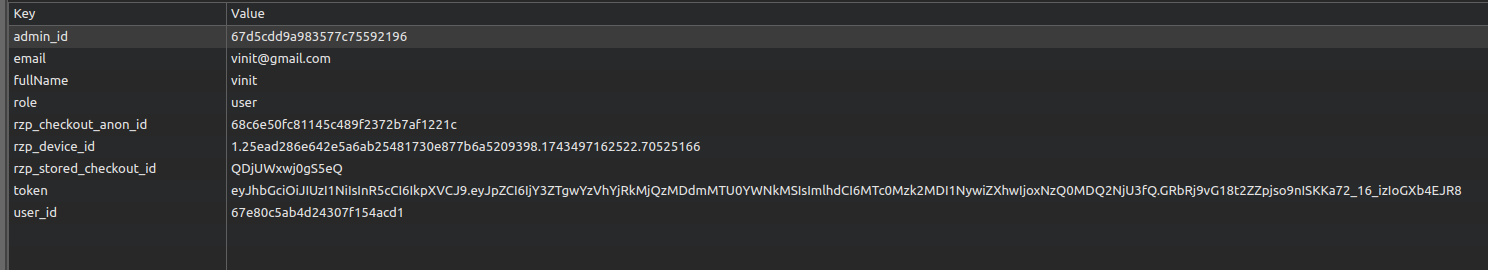 Key Value
admin_id 67d5cdd9a983577c75592196
email vinit@gmail.com
fullName vinit
role user
rzp_checkout_anon_id 68c6e50fc81145c489f2372b7af1221c
rzp_device_id 1.25ead286e642e5a6ab25481730e877b6a5209398.1743497162522.70525166
rzp_stored_checkout_id QDjUWxwj0gS5eQ
token eyJhbGciOiJIUzI1NiIsInR5cCI6IkpXVCJ9.eyJpZCI6IjY3ZTgwYzVhYjRkMjQzMDdmMTU0YWNkMSIsImlhdCI6MTc0Mzk2MDI1NywiZXhwIjoxNzQ0MDQ2NjU3fQ.GRbRj9vG18t2ZZpjso9nISKKa72_16_izIoGXb4EJR8
user_id 67e80c5ab4d24307f154acd1